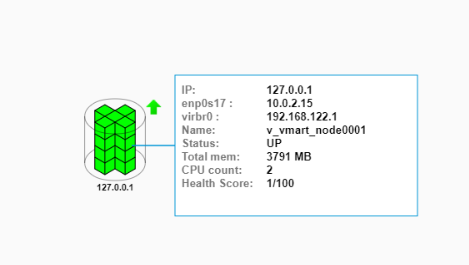 IP: 127.0.0.1
enp0s17 : 10.0.2.15
virbr0 : 192.168.122.1
Name: v_vmart_node0001
Status: UP
Total mem: 3791 MB
CPU count: 2
Health Score: 1/100
127.0.0.1